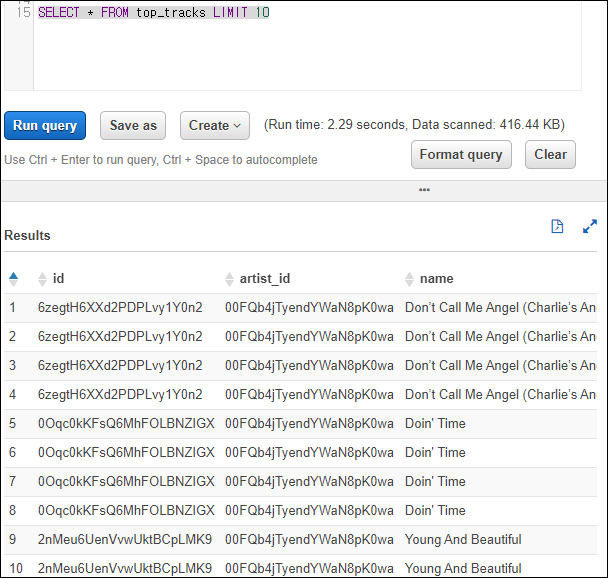 15 SELECT * FROM top_tracks LIMIT 10
Run query Save as Create (Run time: 2.29 seconds, Data scanned: 416.44 KB)
Use Ctrl + Enter to run query, Ctrl + Space to autocomplete Format query Clear
Results
id artist_id name
1 6zegtH6XXd2PDPLvy1Y0n2 00FQb4jTyendYWaN8pK0wa Don’t Call Me Angel (Charlie’s An
2 6zegtH6XXd2PDPLvy1Y0n2 00FQb4jTyendYWaN8pK0wa Don’t Call Me Angel (Charlie’s An
3 6zegtH6XXd2PDPLvy1Y0n2 00FQb4jTyendYWaN8pK0wa Don’t Call Me Angel (Charlie’s An
4 6zegtH6XXd2PDPLvy1Y0n2 00FQb4jTyendYWaN8pK0wa Don’t Call Me Angel (Charlie’s An
5 0Oqc0kKFsQ6MhFOLBNZIGX 00FQb4jTyendYWaN8pK0wa Doin' Time
6 0Oqc0kKFsQ6MhFOLBNZIGX 00FQb4jTyendYWaN8pK0wa Doin' Time
7 0Oqc0kKFsQ6MhFOLBNZIGX 00FQb4jTyendYWaN8pK0wa Doin' Time
8 0Oqc0kKFsQ6MhFOLBNZIGX 00FQb4jTyendYWaN8pK0wa Doin' Time
9 2nMeu6UenVvwUktBCpLMK9 00FQb4jTyendYWaN8pK0wa Young And Beautiful
10 2nMeu6UenVvwUktBCpLMK9 00FQb4jTyendYWaN8pK0wa Young And Beautiful